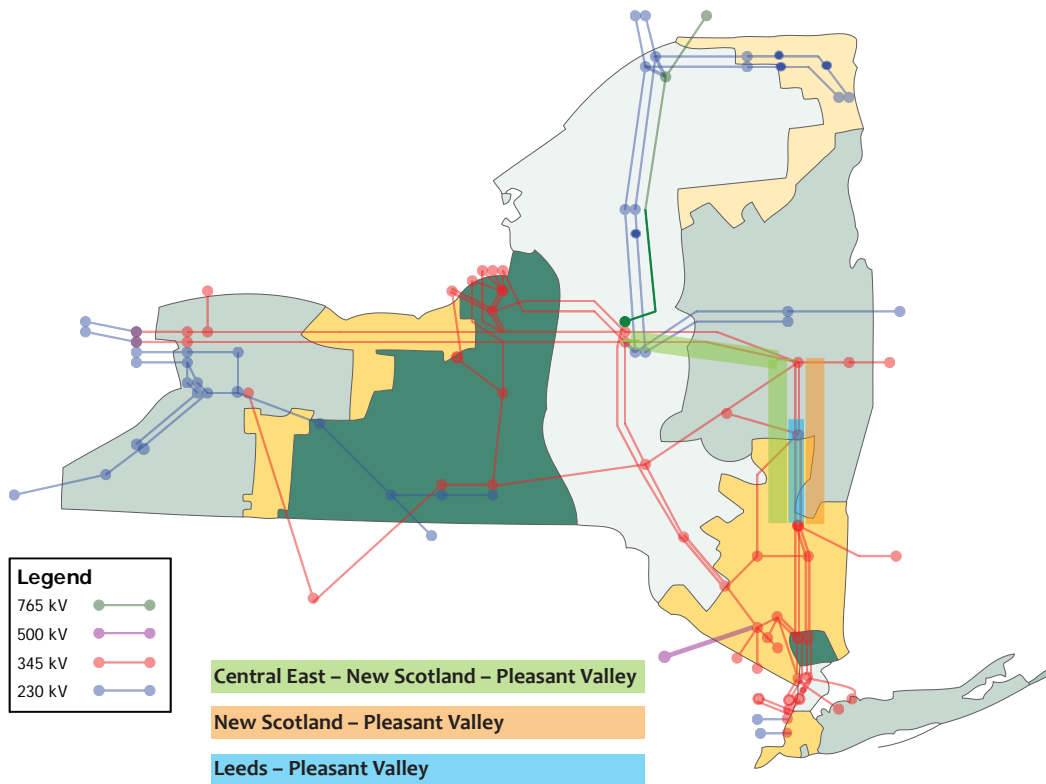 Legend
765 kV
500 kV
345 kV
230 kV
Central East – New Scotland – Pleasant Valley
New Scotland – Pleasant Valley
Leeds – Pleasant Valley